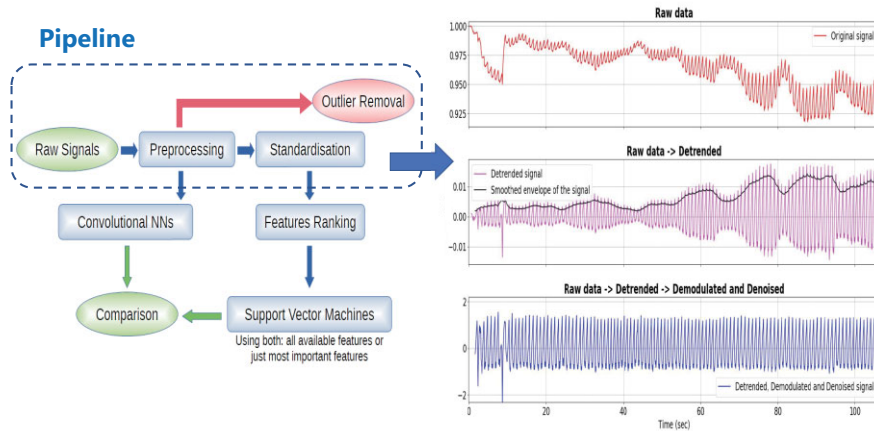 Pipeline
Outlier Removal
Raw Signals
Preprocessing
Standardisation
Convolutional NNs
Features Ranking
Comparison
Support Vector Machines
Using both: all available features or
just most important features
Raw data
Original signal
1.000
0.975
0.950
0.925
Raw data -> Detrended
Detrended signal
Smoothed envelope of the signal
0.01
0.00
−0.01
Raw data -> Detrended -> Demodulated and Denoised
2
0
−2
Detrended, Demodulated and Denoised signal
0 20 40 60 80 100
Time (sec)